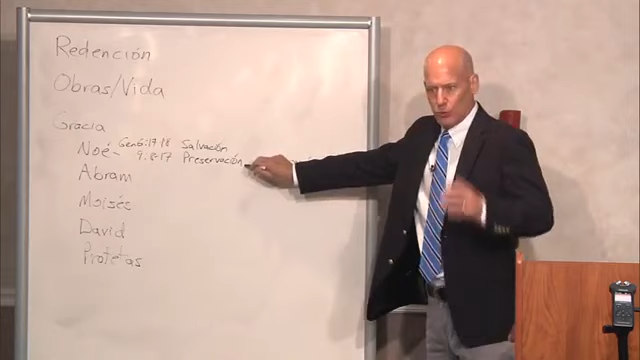 Redención
Obras/Vida
Gracia
Noé- Gen 6:17-18 Salvación
9:8-17 Preservación
Abram
Moisés
David
Profetas